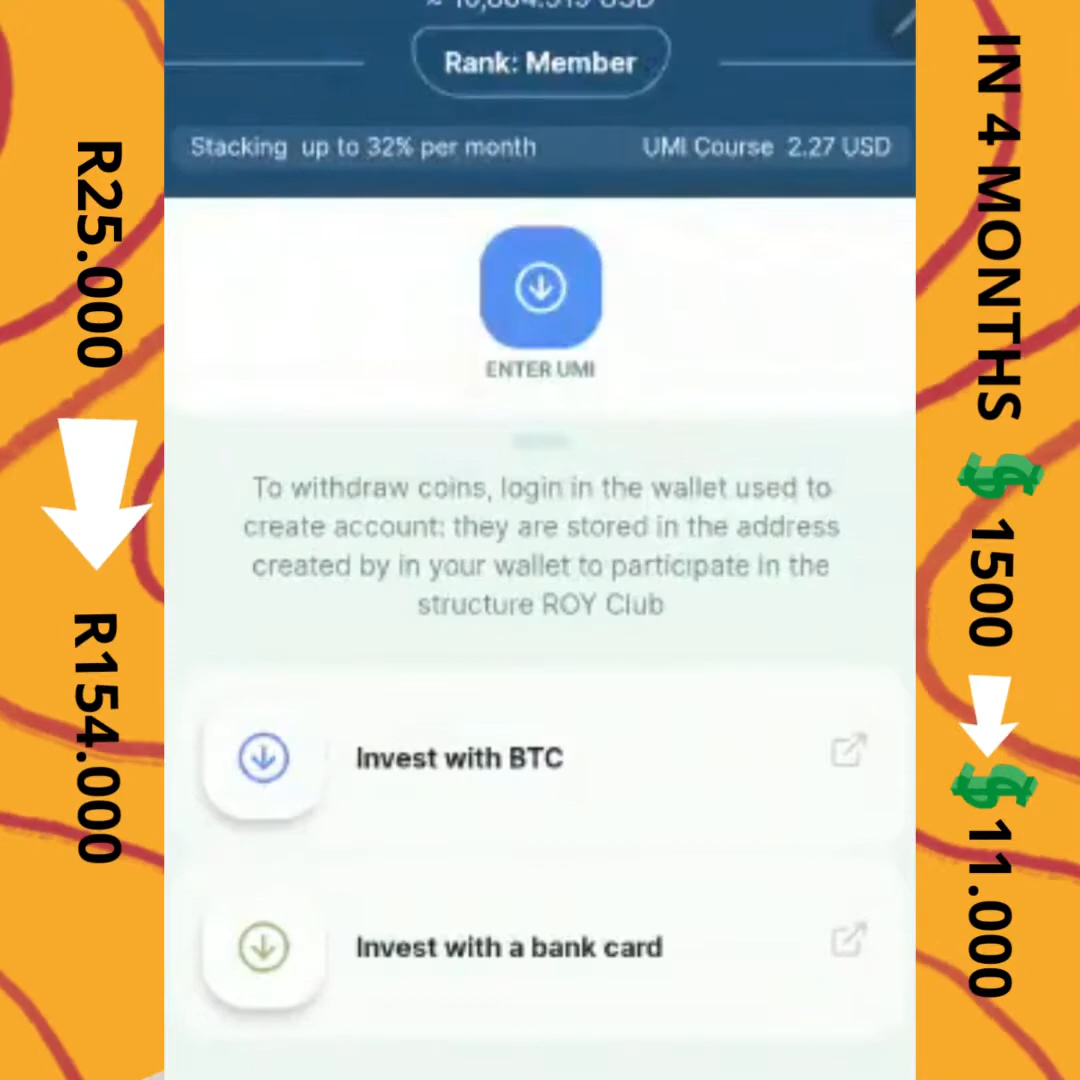 Rank: Member
Stacking up to 32% per month
UMI Course 2.27 USD
ENTER UMI
To withdraw coins, login in the wallet used to
create account: they are stored in the address
created by in your wallet to participate in the
structure ROY Club
Invest with BTC
Invest with a bank card
R25.000
R154.000
IN 4 MONTHS
$ 1500
$ 11.000